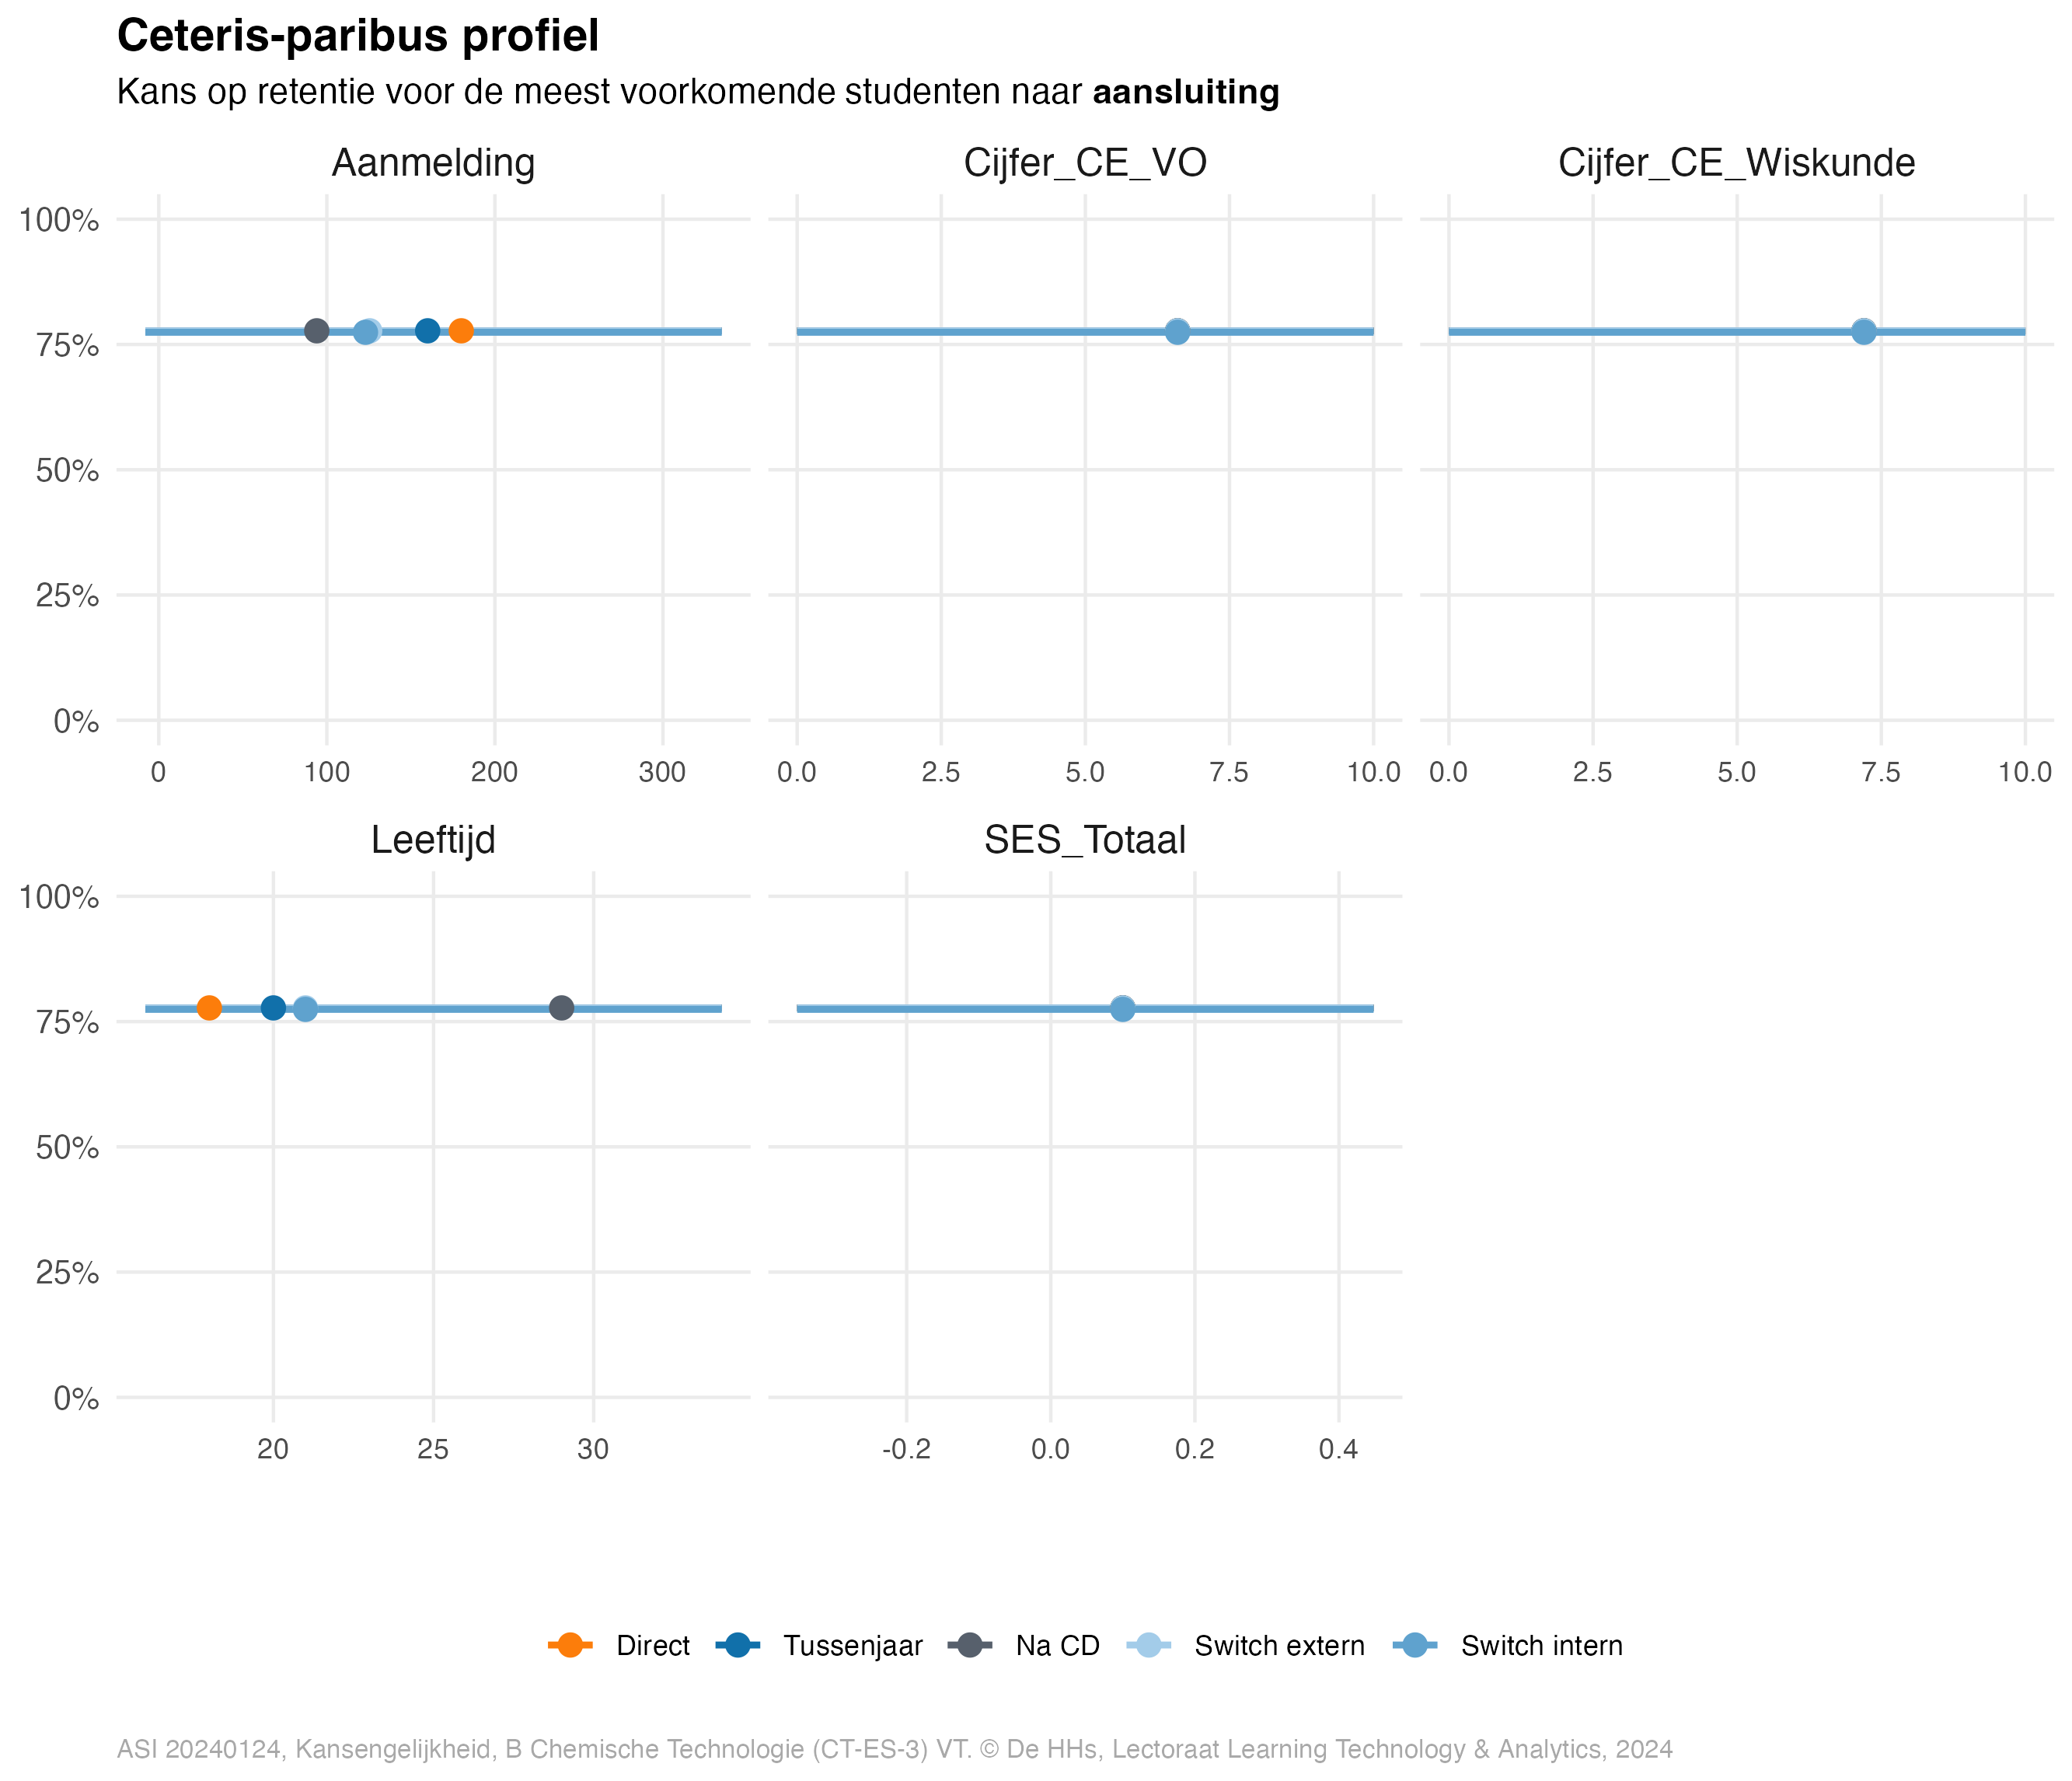 Ceteris-paribus profiel
Kans op retentie voor de meest voorkomende studenten naar aansluiting
Aanmelding
Cijfer_CE_VO
Cijfer_CE_Wiskunde
100%
75%
50%
25%
0%
0 100 200 300
0.0 2.5 5.0 7.5 10.0
0.0 2.5 5.0 7.5 10.0
Leeftijd
SES_Totaal
100%
75%
50%
25%
0%
20 25 30
-0.2 0.0 0.2 0.4
Direct Tussenjaar Na CD Switch extern Switch intern
ASI 20240124, Kansengelijkheid, B Chemische Technologie (CT-ES-3) VT. © De HHs, Lectoraat Learning Technology & Analytics, 2024